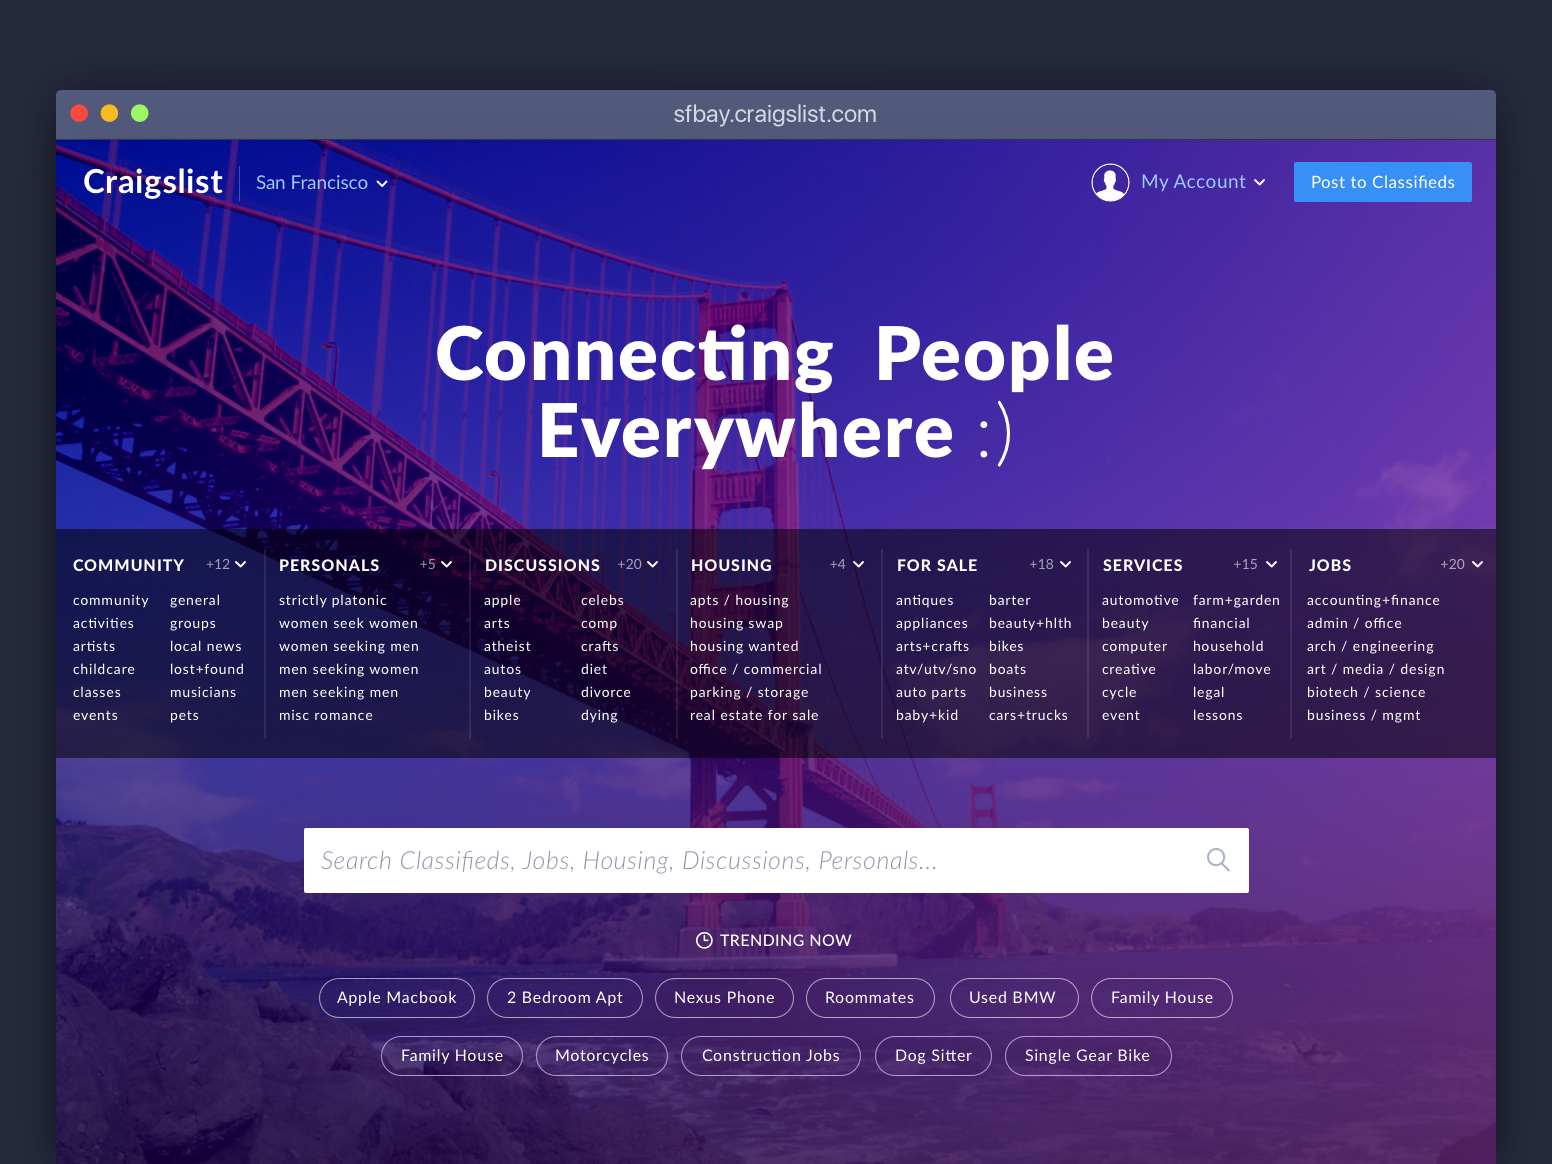 sfbay.craigslist.com
Craigslist
San Francisco
My Account
Post to Classifieds
Connecting People
Everywhere :)
COMMUNITY +12
community general
activities groups
artists local news
childcare lost+found
classes musicians
events pets
PERSONALS +5
strictly platonic
women seek women
women seeking men
men seeking women
men seeking men
misc romance
DISCUSSIONS +20
apple celebs
arts comp
atheist crafts
autos diet
beauty divorce
bikes dying
HOUSING +4
apts / housing
housing swap
housing wanted
office / commercial
parking / storage
real estate for sale
FOR SALE +18
antiques barter
appliances beauty+hlth
arts+crafts bikes
atv/utv/sno boats
auto parts business
baby+kid cars+trucks
SERVICES +15
automotive farm+garden
beauty financial
computer household
creative labor/move
cycle legal
event lessons
JOBS +20
accounting+finance
admin / office
arch / engineering
art / media / design
biotech / science
business / mgmt
Search Classifieds, Jobs, Housing, Discussions, Personals...
TRENDING NOW
Apple Macbook 2 Bedroom Apt Nexus Phone Roommates Used BMW Family House
Family House Motorcycles Construction Jobs Dog Sitter Single Gear Bike